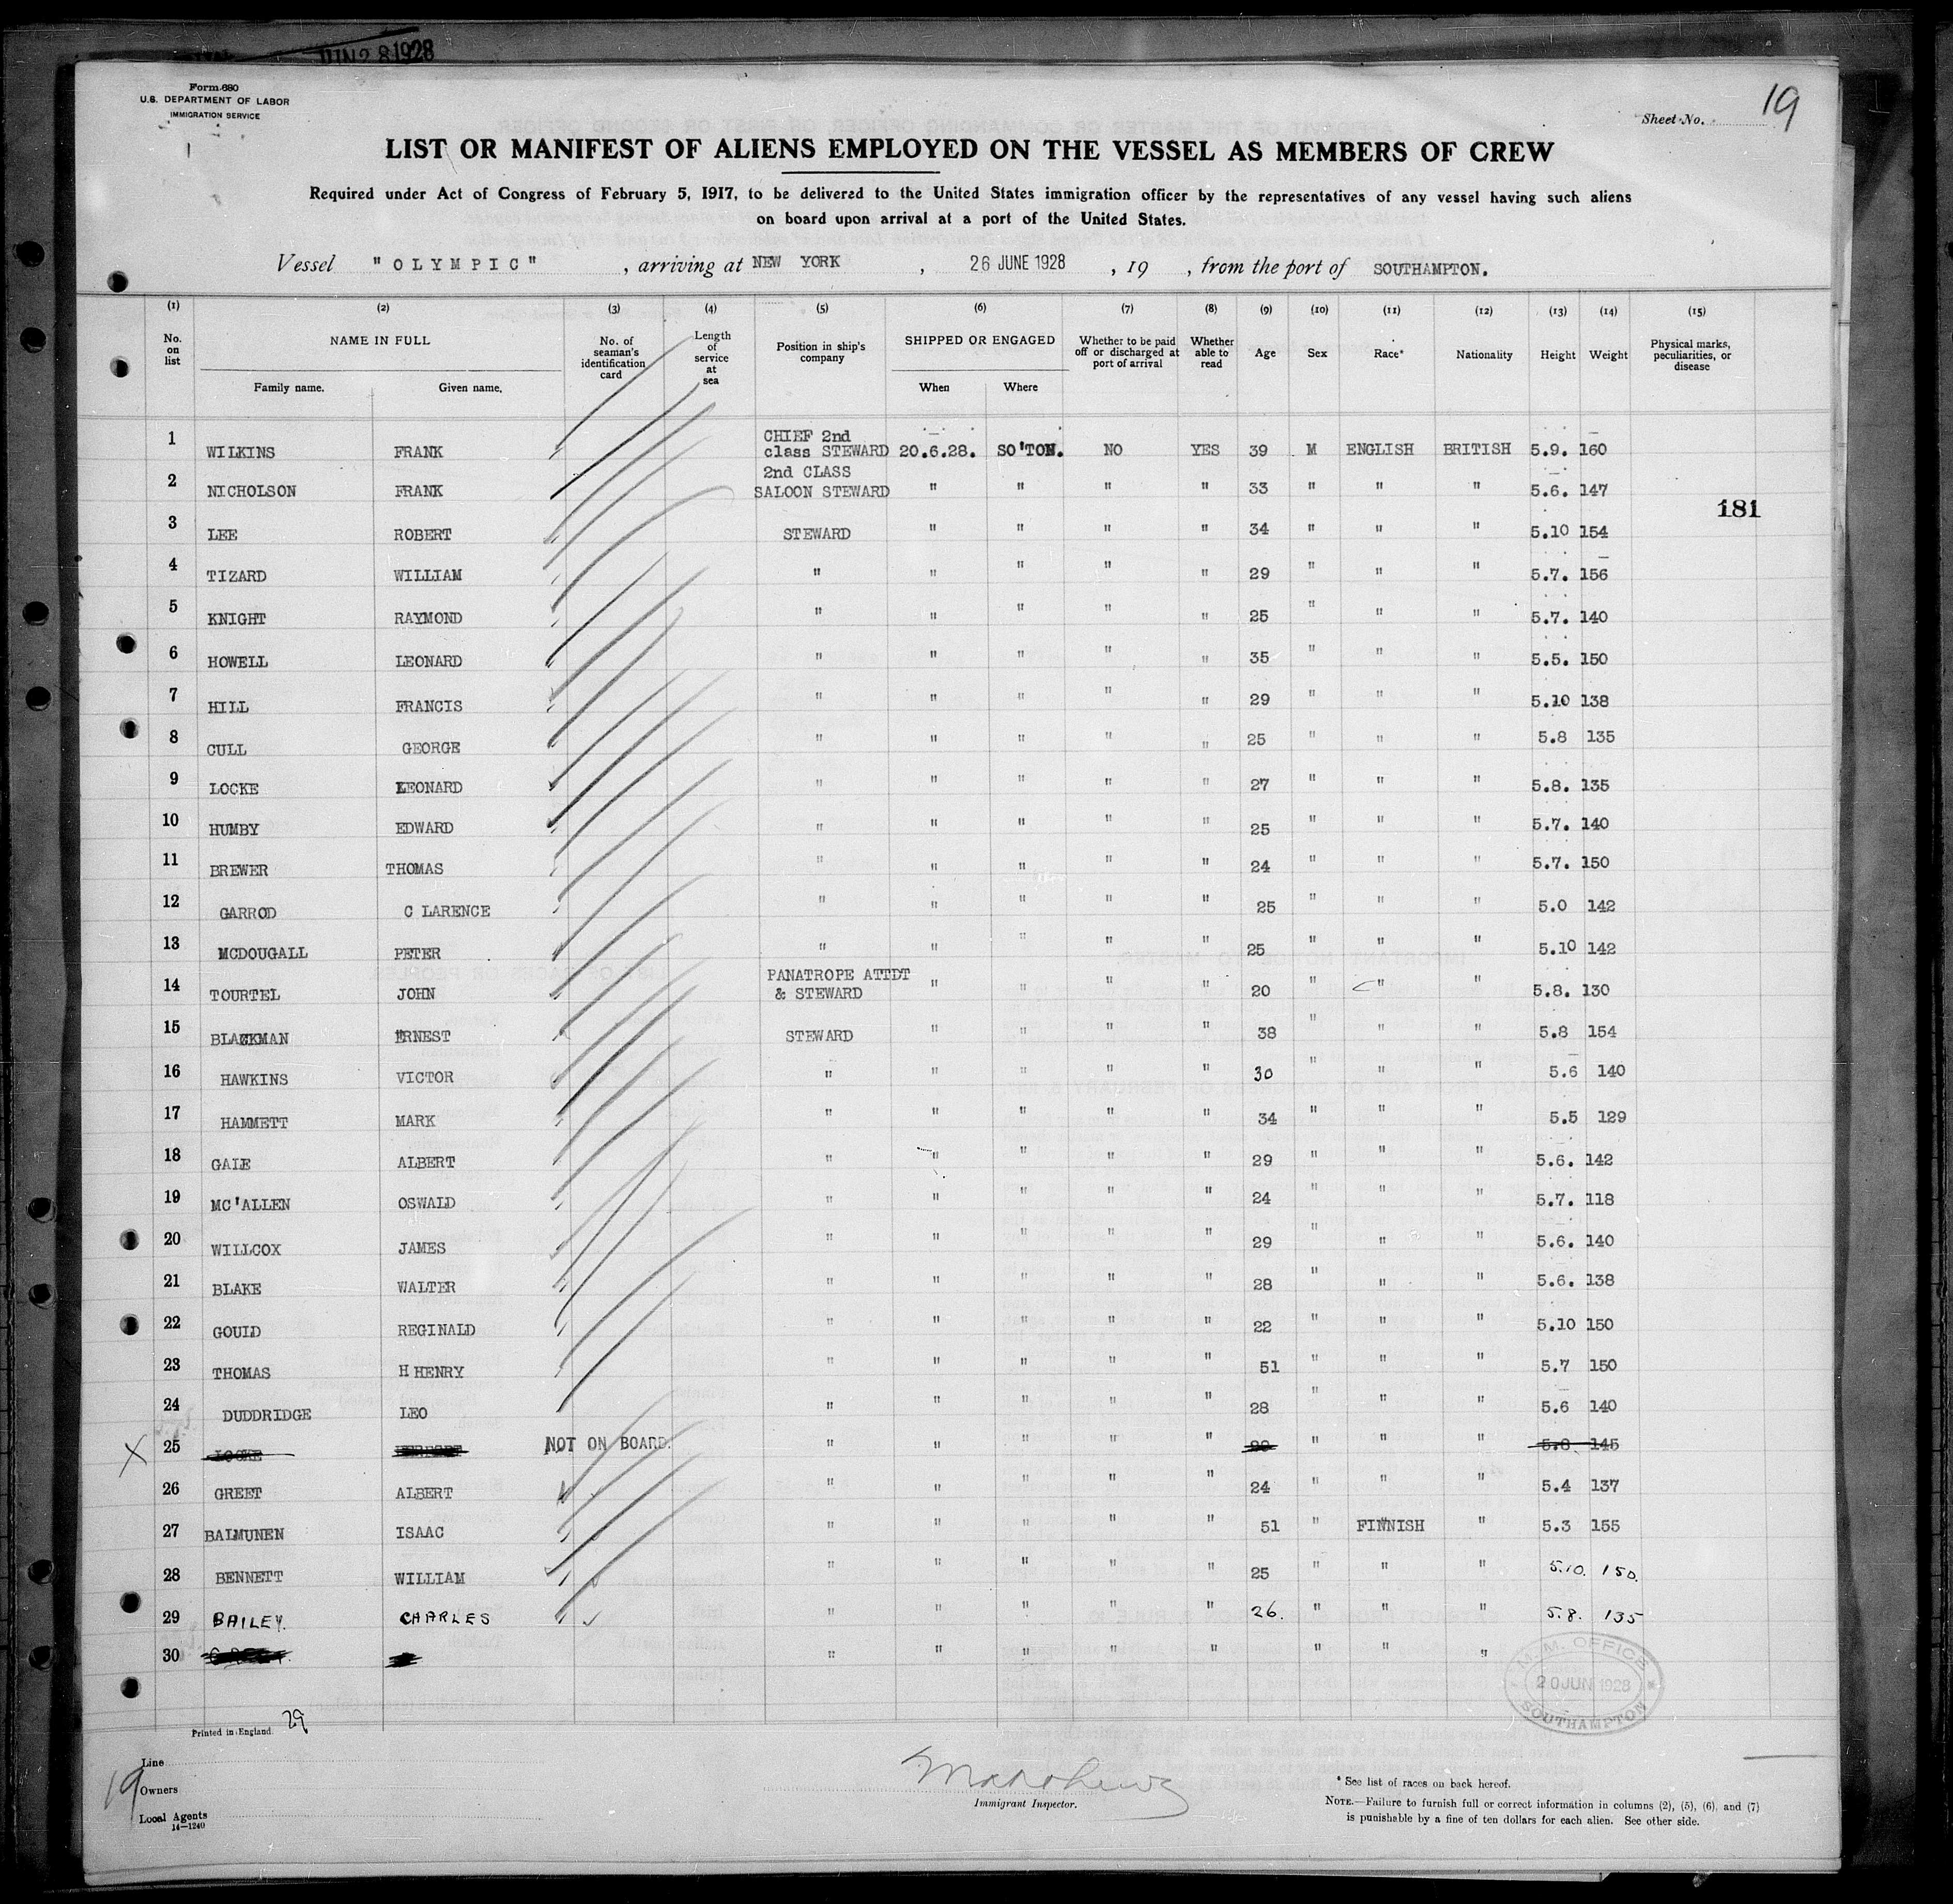 JUN 28 1928
Form 680
U.S. DEPARTMENT OF LABOR
IMMIGRATION SERVICE
Sheet No. 19
LIST OR MANIFEST OF ALIENS EMPLOYED ON THE VESSEL AS MEMBERS OF CREW
Required under Act of Congress of February 5, 1917, to be delivered to the United States immigration officer by the representatives of any vessel having such aliens
on board upon arrival at a port of the United States.
Vessel "OLYMPIC" , arriving at NEW YORK , 26 JUNE 1928 , 19 , from the port of SOUTHAMPTON.
(1) (2) (3) (4) (5) (6) (7) (8) (9) (10) (11) (12) (13) (14) (15)
No. on list NAME IN FULL Family name. Given name. No. of seaman's identification card Length of service at sea Position in ship's company SHIPPED OR ENGAGED When Where Whether to be paid off or discharged at port of arrival Whether able to read Age Sex Race* Nationality Height Weight Physical marks, peculiarities, or disease
1 WILKINS FRANK CHIEF 2nd class STEWARD 20.6.28. SO'TON. NO YES 39 M ENGLISH BRITISH 5.9. 160
2 NICHOLSON FRANK 2nd CLASS SALOON STEWARD " " " " 33 " " " 5.6. 147
181
3 LEE ROBERT STEWARD " " " " 34 " " " 5.10 154
4 TIZARD WILLIAM " " " " " 29 " " " 5.7. 156
5 KNIGHT RAYMOND " " " " " 25 " " " 5.7. 140
6 HOWELL LEONARD " " " " " 35 " " " 5.5. 150
7 HILL FRANCIS " " " " " 29 " " " 5.10 138
8 CULL GEORGE " " " " " 25 " " " 5.8 135
9 LOCKE LEONARD " " " " " 27 " " " 5.8. 135
10 HUMBY EDWARD " " " " " 25 " " " 5.7. 140
11 BREWER THOMAS " " " " " 24 " " " 5.7. 150
12 GARROD C LARENCE " " " " " 25 " " " 5.0 142
13 MCDOUGALL PETER " " " " " 25 " " " 5.10 142
14 TOURTEL JOHN PANATROPE ATTDT & STEWARD " " " " 20 " " " 5.8. 130
15 BLACKMAN ERNEST STEWARD " " " " 38 " " " 5.8 154
16 HAWKINS VICTOR " " " " " 30 " " " 5.6 140
17 HAMMETT MARK " " " " " 34 " " " 5.5 129
18 GALE ALBERT " " " " " 29 " " " 5.6. 142
19 MC'ALLEN OSWALD " " " " " 24 " " " 5.7. 118
20 WILLCOX JAMES " " " " " 29 " " " 5.6. 140
21 BLAKE WALTER " " " " " 28 " " " 5.6. 138
22 GOULD REGINALD " " " " " 22 " " " 5.10 150
23 THOMAS H HENRY " " " " " 51 " " " 5.7 150
24 DUDDRIDGE LEO " " " " " 28 " " " 5.6 140
X 25 LOCKE NOT ON BOARD. " " " " " " " 5.8 145
26 GREET ALBERT " " " " " 24 " " " 5.4 137
27 BALMUNEN ISAAC " " " " " 51 " FINNISH " 5.3 155
28 BENNETT WILLIAM " " " " " 25 " " " 5.10. 150.
29 BAILEY. CHARLES " " " " " 26. " " " 5.8. 135
30 " " " " " " " "
M.M. OFFICE
20 JUN 1928
SOUTHAMPTON
Printed in England. 29
Line
19
Owners
Local Agents
14—1240
Immigrant Inspector.
* See list of races on back hereof.
NOTE.—Failure to furnish full or correct information in columns (2), (5), (6), and (7)
is punishable by a fine of ten dollars for each alien. See other side.